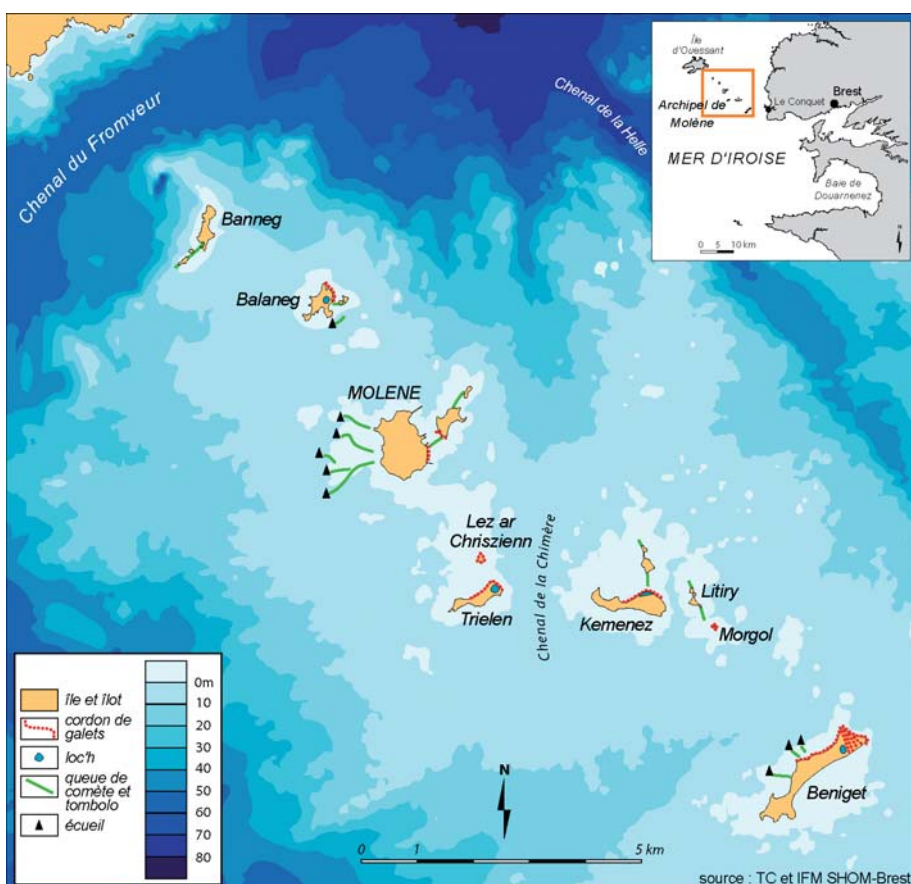 Chenal du Fromveur
Chenal de la Helle
Île
d'Ouessant
Brest
Le Conquet
Archipel de
Molène
MER D'IROISE
Baie de
Douarnenez
N
0 5 10 km
Banneg
Balaneg
MOLENE
Lez ar
Chriszienn
Chenal de la Chimère
Trielen
Kemenez
Litiry
Morgol
Beniget
île et îlot
cordon de
galets
loc'h
queue de
comète et
tombolo
écueil
0m
10
20
30
40
50
60
70
80
N
0 1 5 km
source : TC et IFM SHOM-Brest